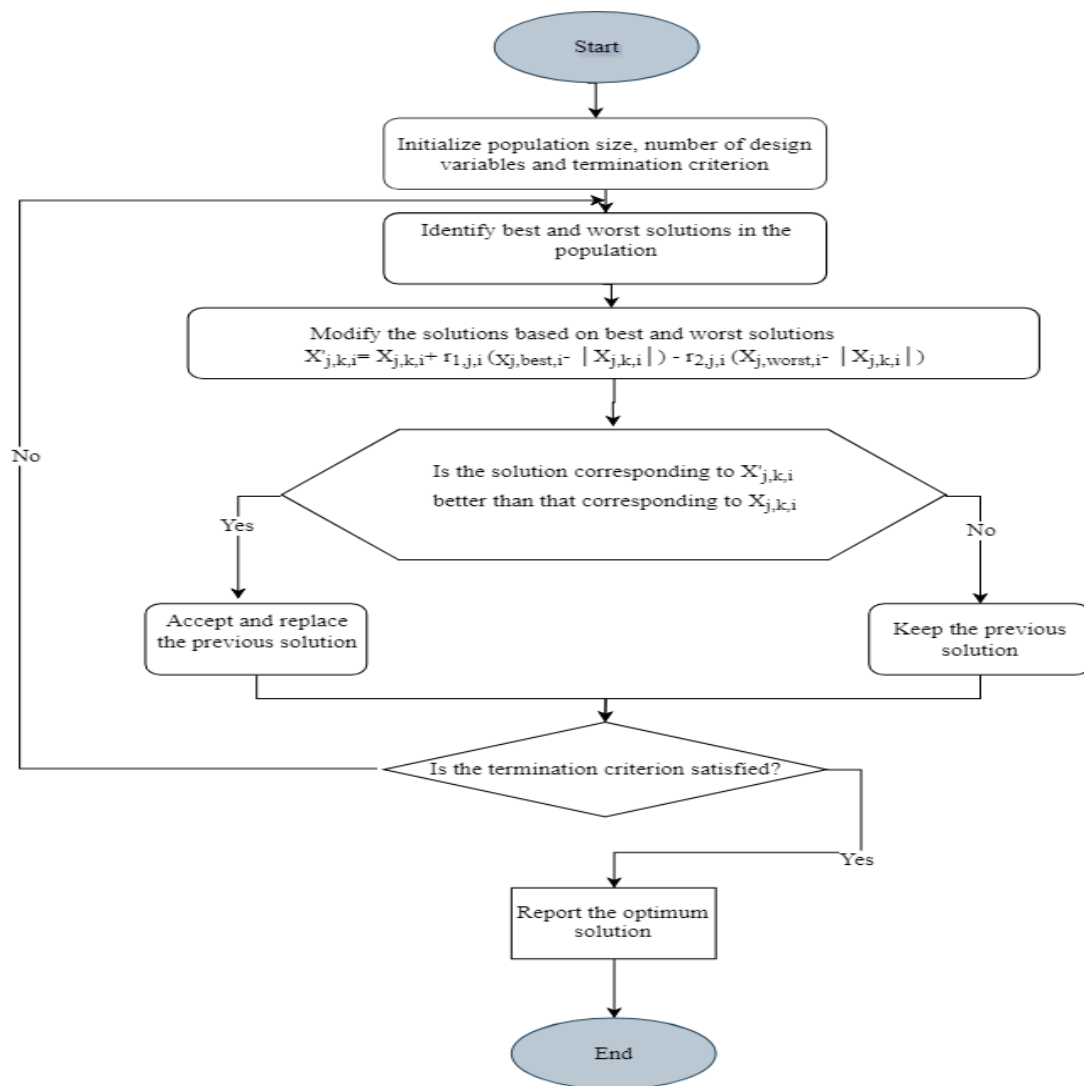 Start
Initialize population size, number of design
variables and termination criterion
Identify best and worst solutions in the
population
Modify the solutions based on best and worst solutions
X'j,k,i= Xj,k,i+ r1,j,i (Xj,best,i- |Xj,k,i|) - r2,j,i (Xj,worst,i- |Xj,k,i|)
No
Is the solution corresponding to X'j,k,i
better than that corresponding to Xj,k,i
Yes
No
Accept and replace
the previous solution
Keep the previous
solution
Is the termination criterion satisfied?
Yes
Report the optimum
solution
End